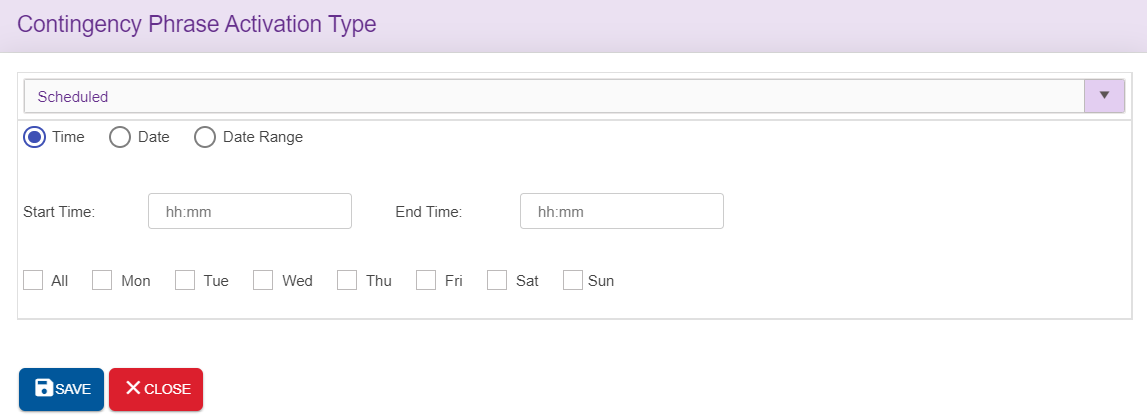 Contingency Phrase Activation Type
Scheduled
Time Date Date Range
Start Time: hh:mm End Time: hh:mm
All Mon Tue Wed Thu Fri Sat Sun
SAVE CLOSE